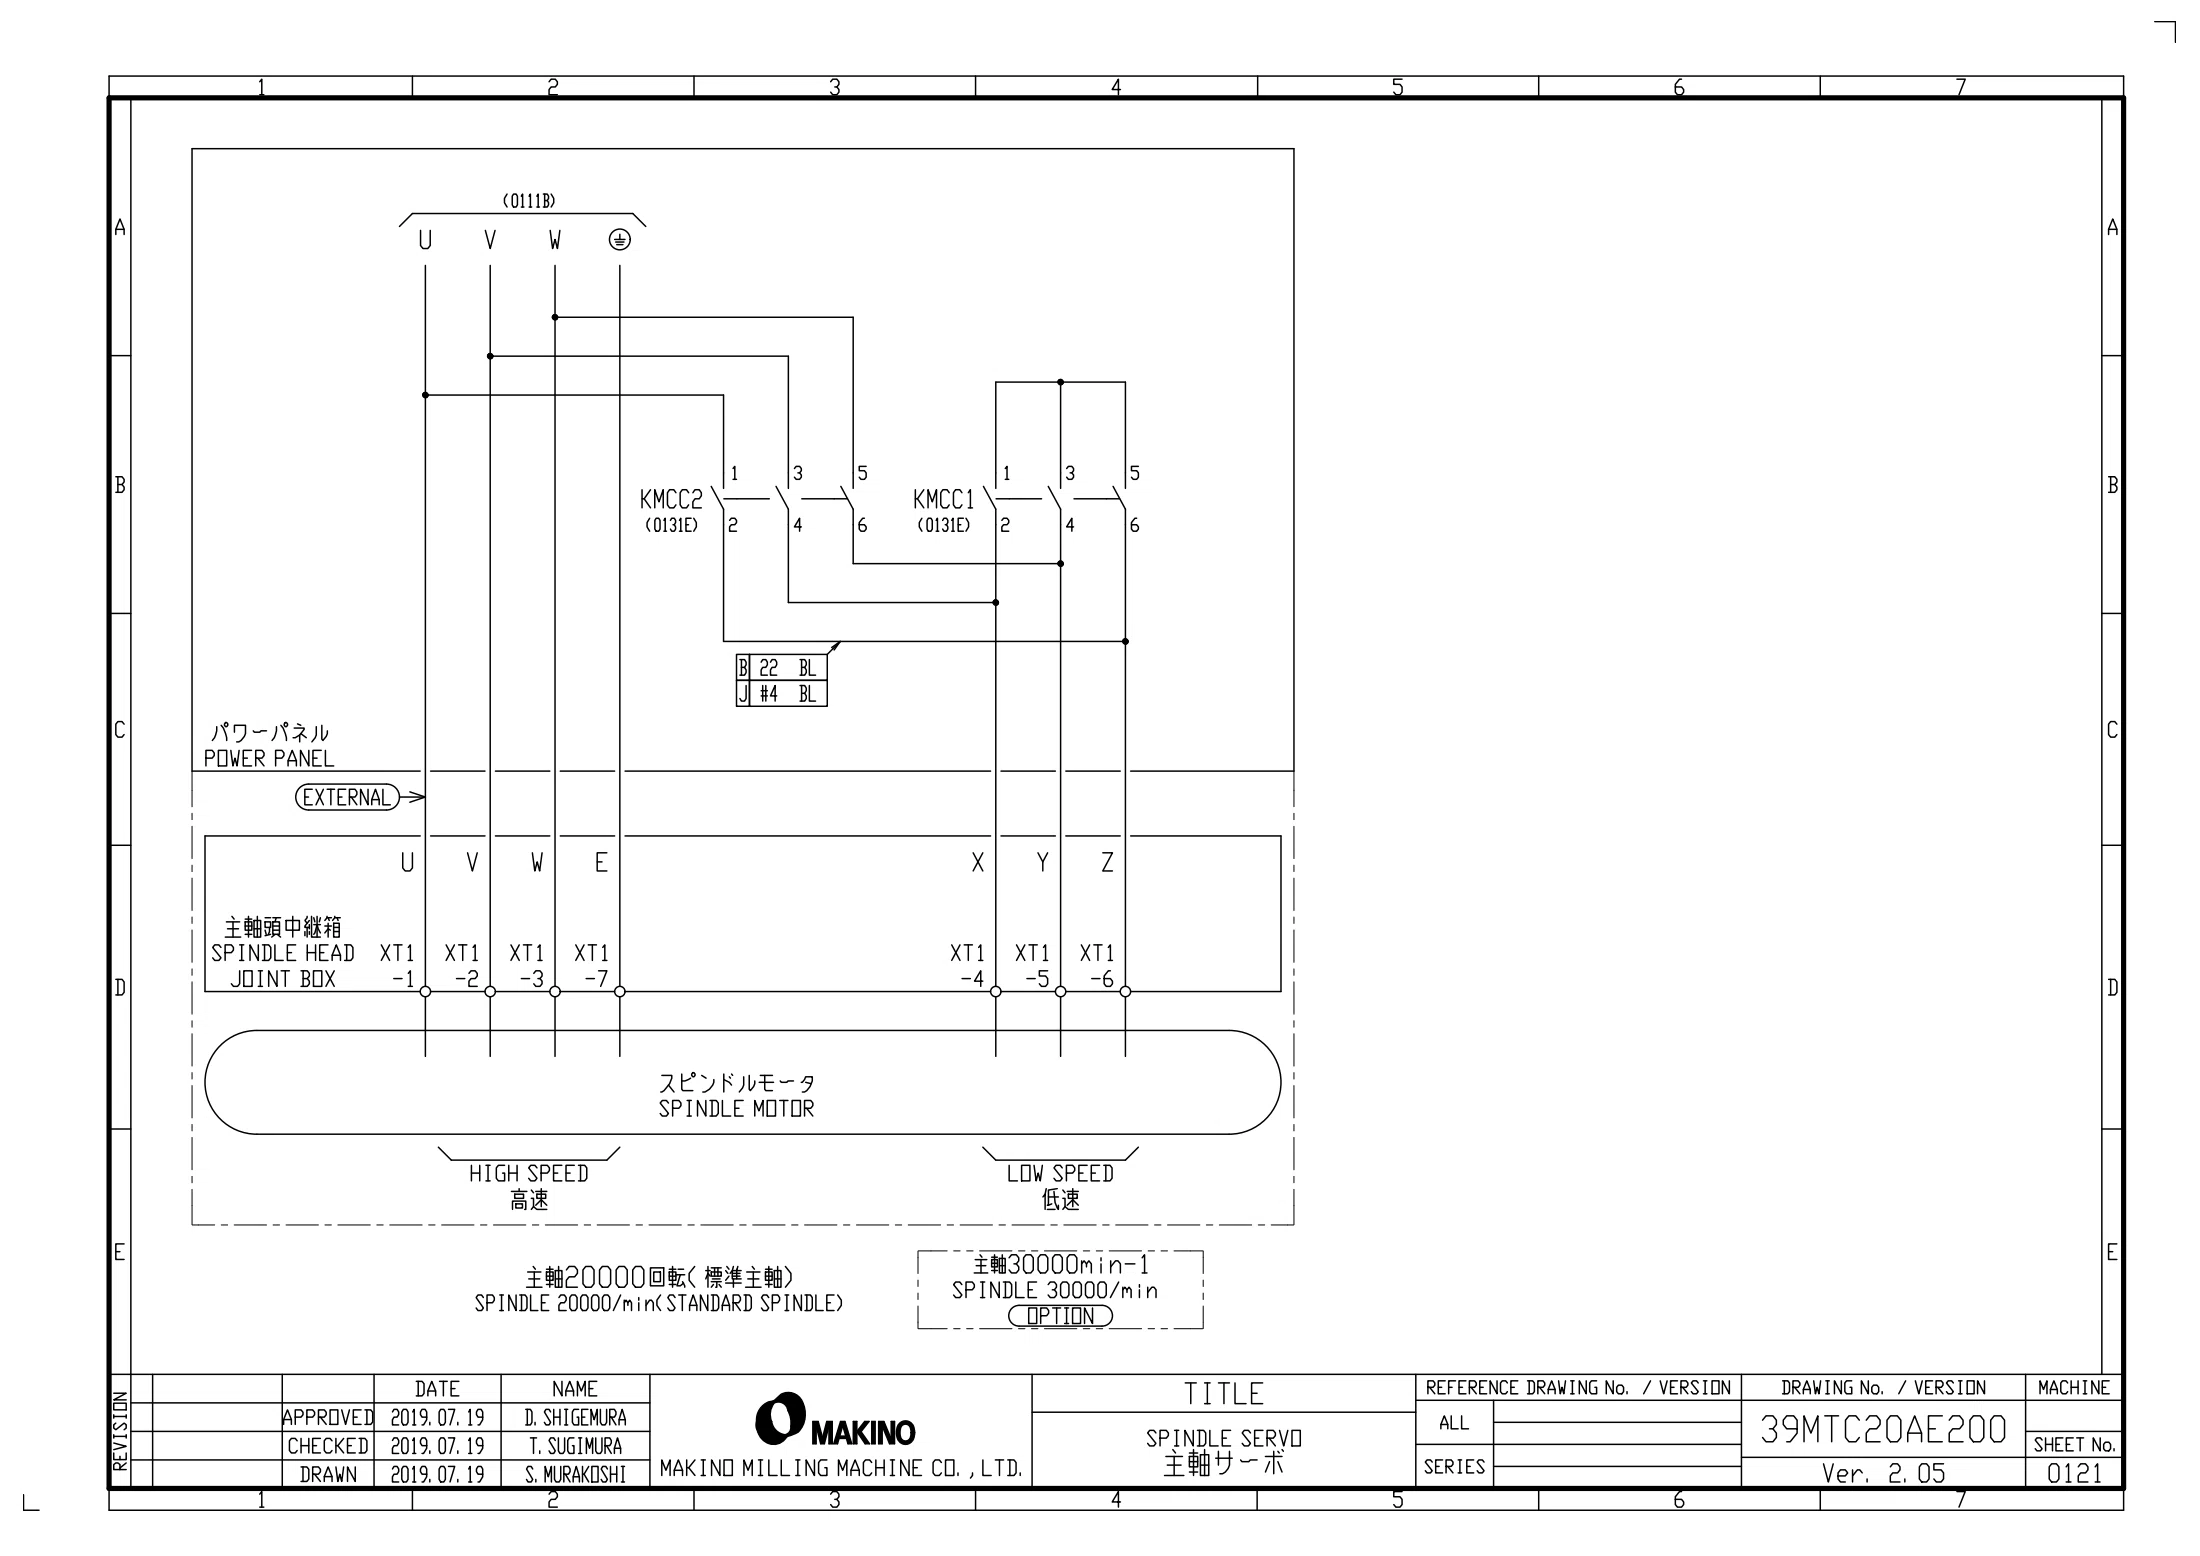 1 2 3 4 5 6 7
A A
(0111B)
U V W
B B
1 3 5 1 3 5
KMCC2 KMCC1
(0131E) 2 4 6 (0131E) 2 4 6
B 22 BL
J #4 BL
C C
パワーパネル
POWER PANEL
EXTERNAL
U V W E X Y Z
主軸頭中継箱
SPINDLE HEAD XT1 XT1 XT1 XT1 XT1 XT1 XT1
JOINT BOX -1 -2 -3 -7 -4 -5 -6
D D
スピンドルモータ
SPINDLE MOTOR
HIGH SPEED LOW SPEED
高速 低速
E E
主軸20000回転(標準主軸)
SPINDLE 20000/min(STANDARD SPINDLE)
主軸30000min-1
SPINDLE 30000/min
OPTION
REVISION
DATE NAME
APPROVED 2019.07.19 D. SHIGEMURA
CHECKED 2019.07.19 T. SUGIMURA
DRAWN 2019.07.19 S. MURAKOSHI
MAKINO
MAKINO MILLING MACHINE CO.,LTD.
TITLE
SPINDLE SERVO
主軸サーボ
REFERENCE DRAWING No. / VERSION
ALL
SERIES
DRAWING No. / VERSION
39MTC20AE200
Ver. 2.05
MACHINE
SHEET No.
0121
1 2 3 4 5 6 7